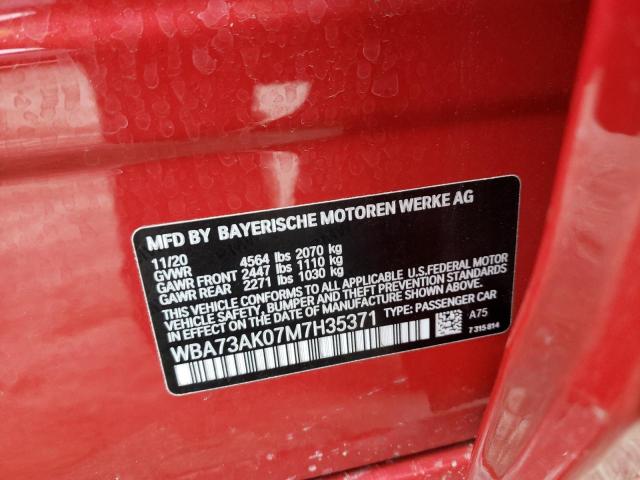 MFD BY BAYERISCHE MOTOREN WERKE AG
11/20 4564 lbs 2070 kg
GVWR
GAWR FRONT 2447 lbs 1110 kg
GAWR REAR 2271 lbs 1030 kg
THIS VEHICLE CONFORMS TO ALL APPLICABLE U.S.FEDERAL MOTOR
VEHICLE SAFETY, BUMPER AND THEFT PREVENTION STANDARDS
IN EFFECT ON THE DATE OF MANUFACTURE SHOWN ABOVE.
WBA73AK07M7H35371 TYPE: PASSENGER CAR
A75
7 315 814